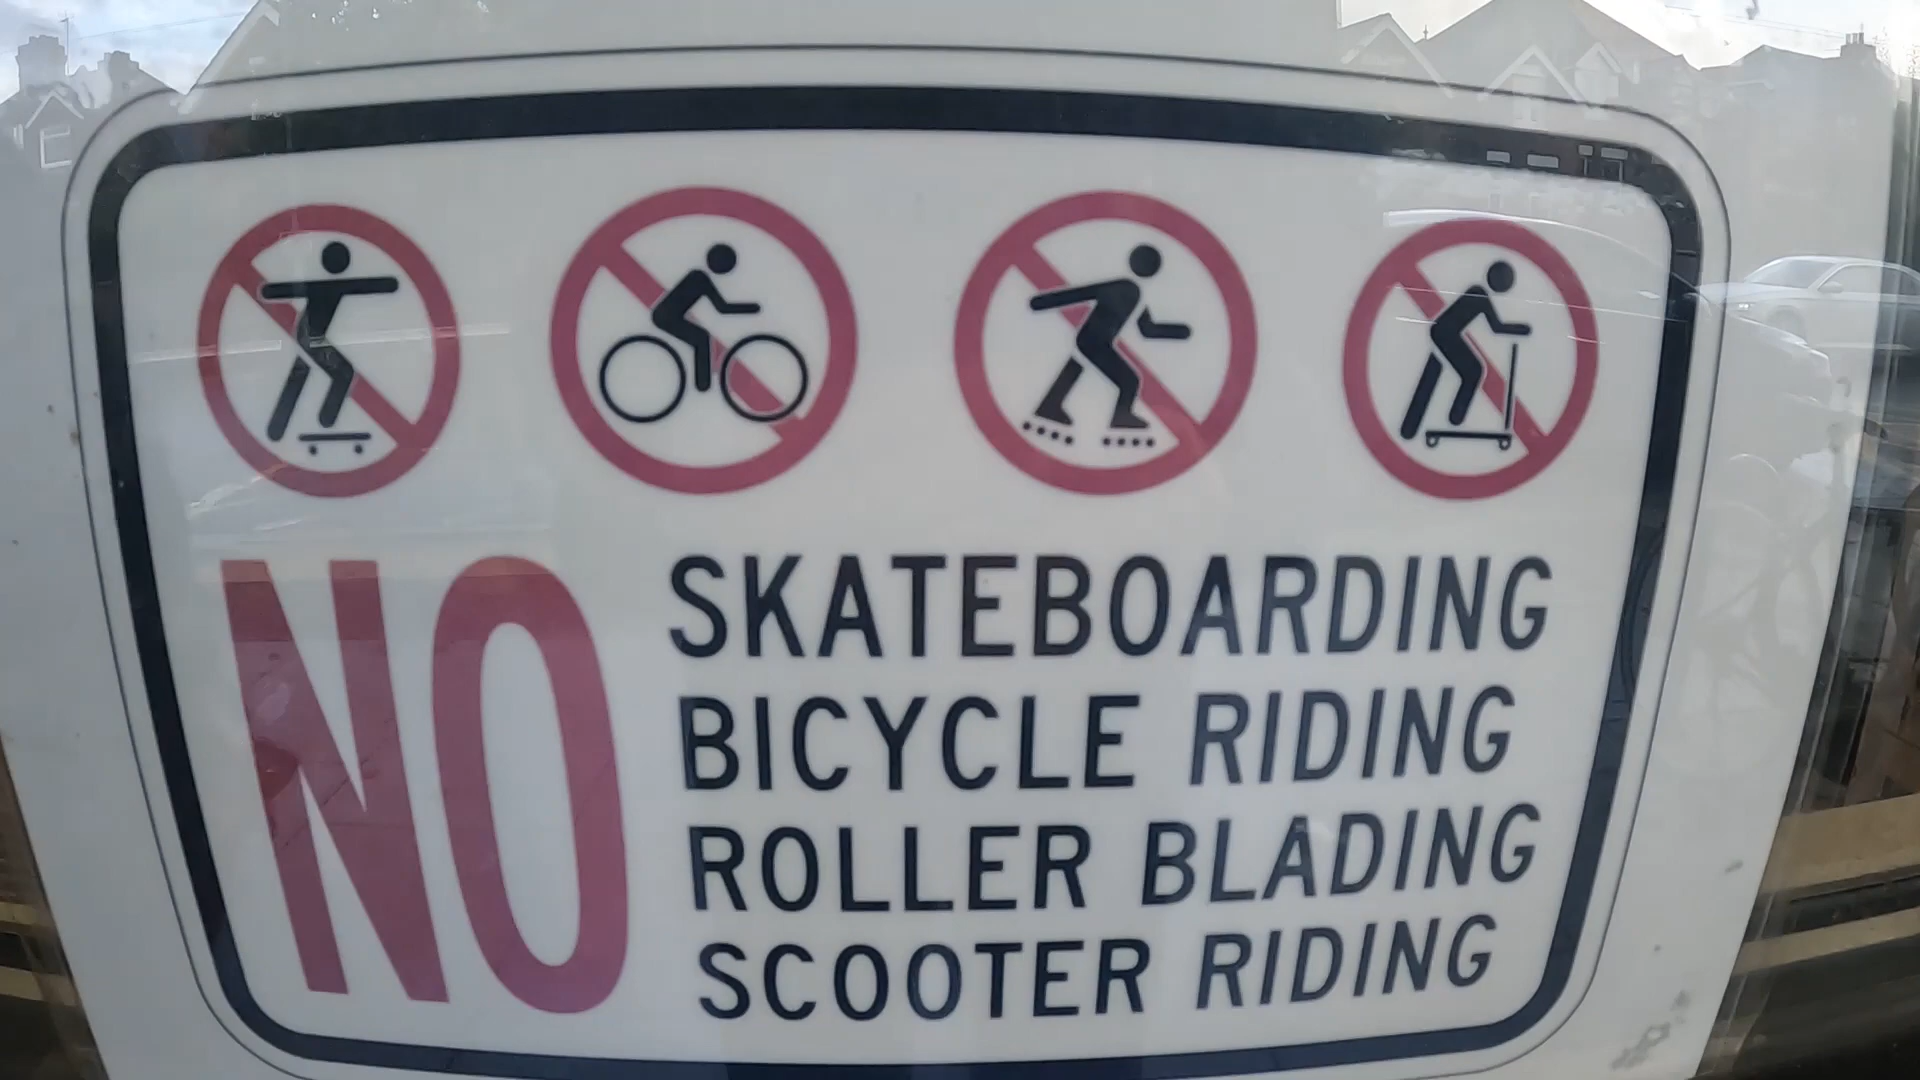 NO
SKATEBOARDING
BICYCLE RIDING
ROLLER BLADING
SCOOTER RIDING